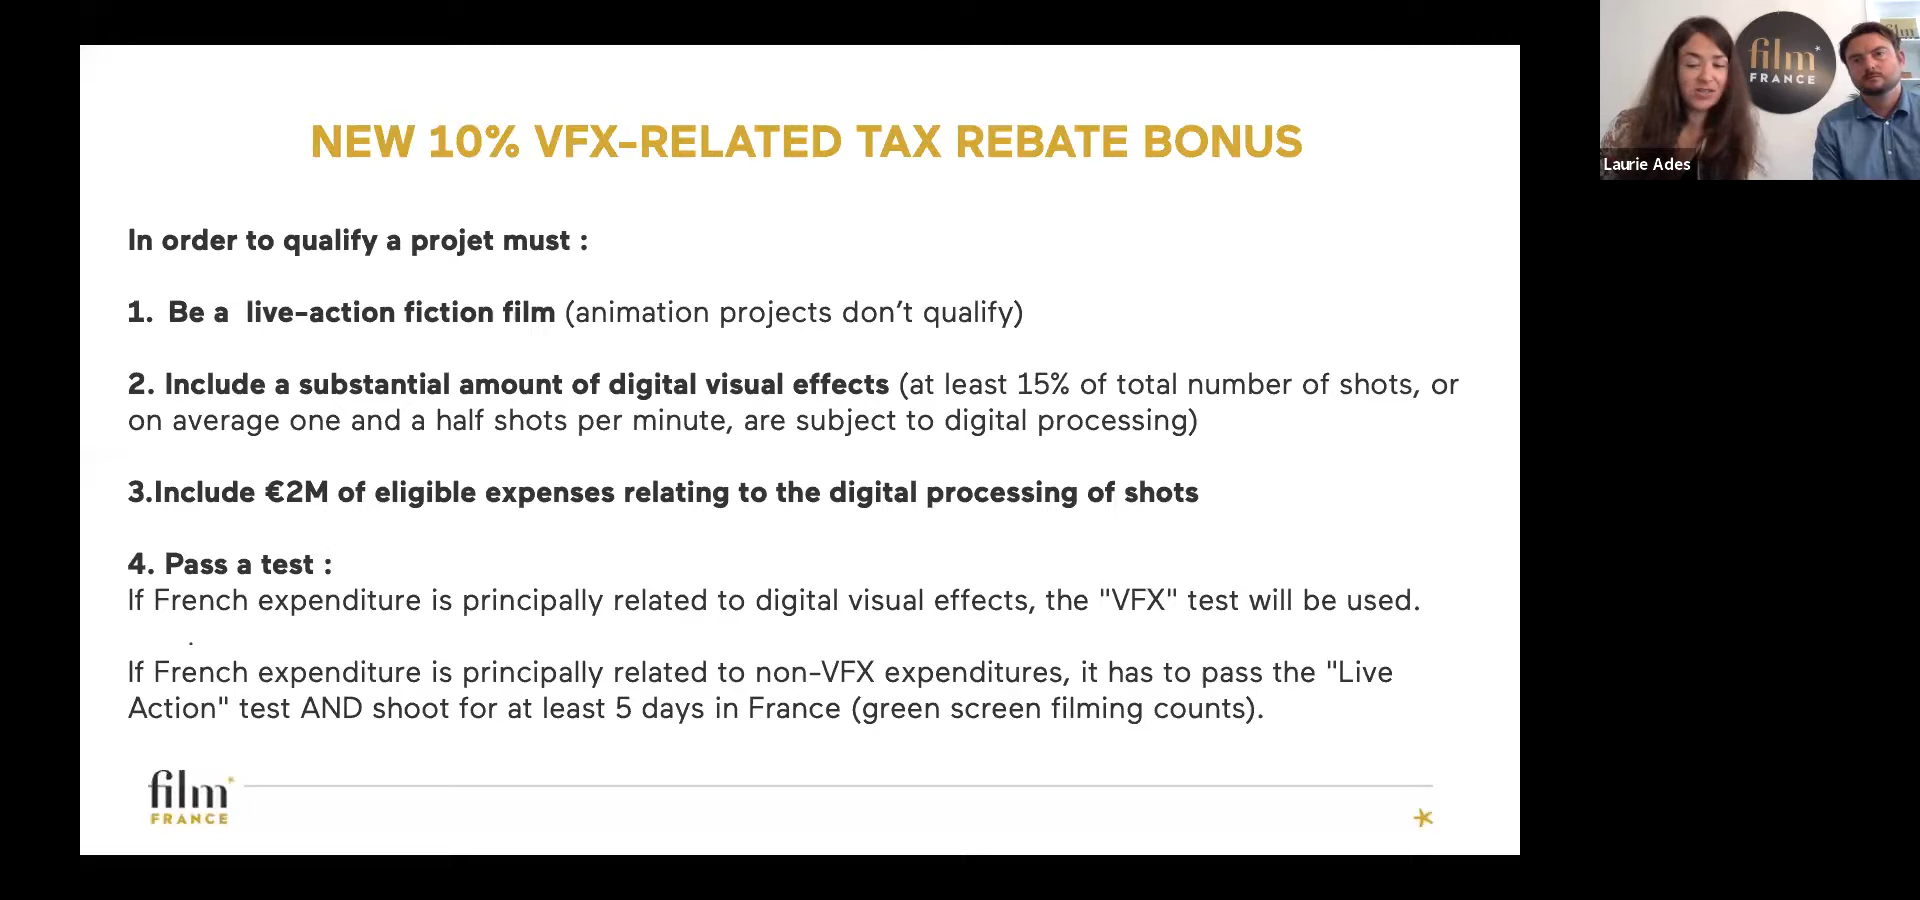 NEW 10% VFX-RELATED TAX REBATE BONUS
In order to qualify a projet must :
1. Be a live-action fiction film (animation projects don't qualify)
2. Include a substantial amount of digital visual effects (at least 15% of total number of shots, or
on average one and a half shots per minute, are subject to digital processing)
3.Include €2M of eligible expenses relating to the digital processing of shots
4. Pass a test :
If French expenditure is principally related to digital visual effects, the "VFX" test will be used.
.
If French expenditure is principally related to non-VFX expenditures, it has to pass the "Live
Action" test AND shoot for at least 5 days in France (green screen filming counts).
film
FRANCE
film
FRANCE
Laurie Ades